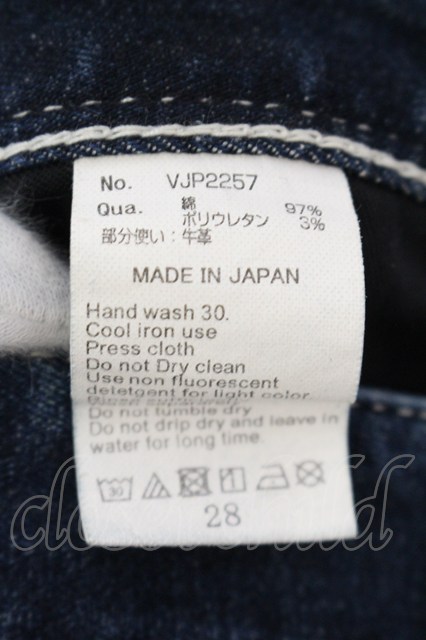 No. VJP2257
Qua. 綿 97%
ポリウレタン 3%
部分使い：牛革
MADE IN JAPAN
Hand wash 30.
Cool iron use
Press cloth
Do not Dry clean
Use non fluorescent
detetgent for light color
Do not tumble dry
Do not drip dry and leave in
water for long time.
30
28
closetchild